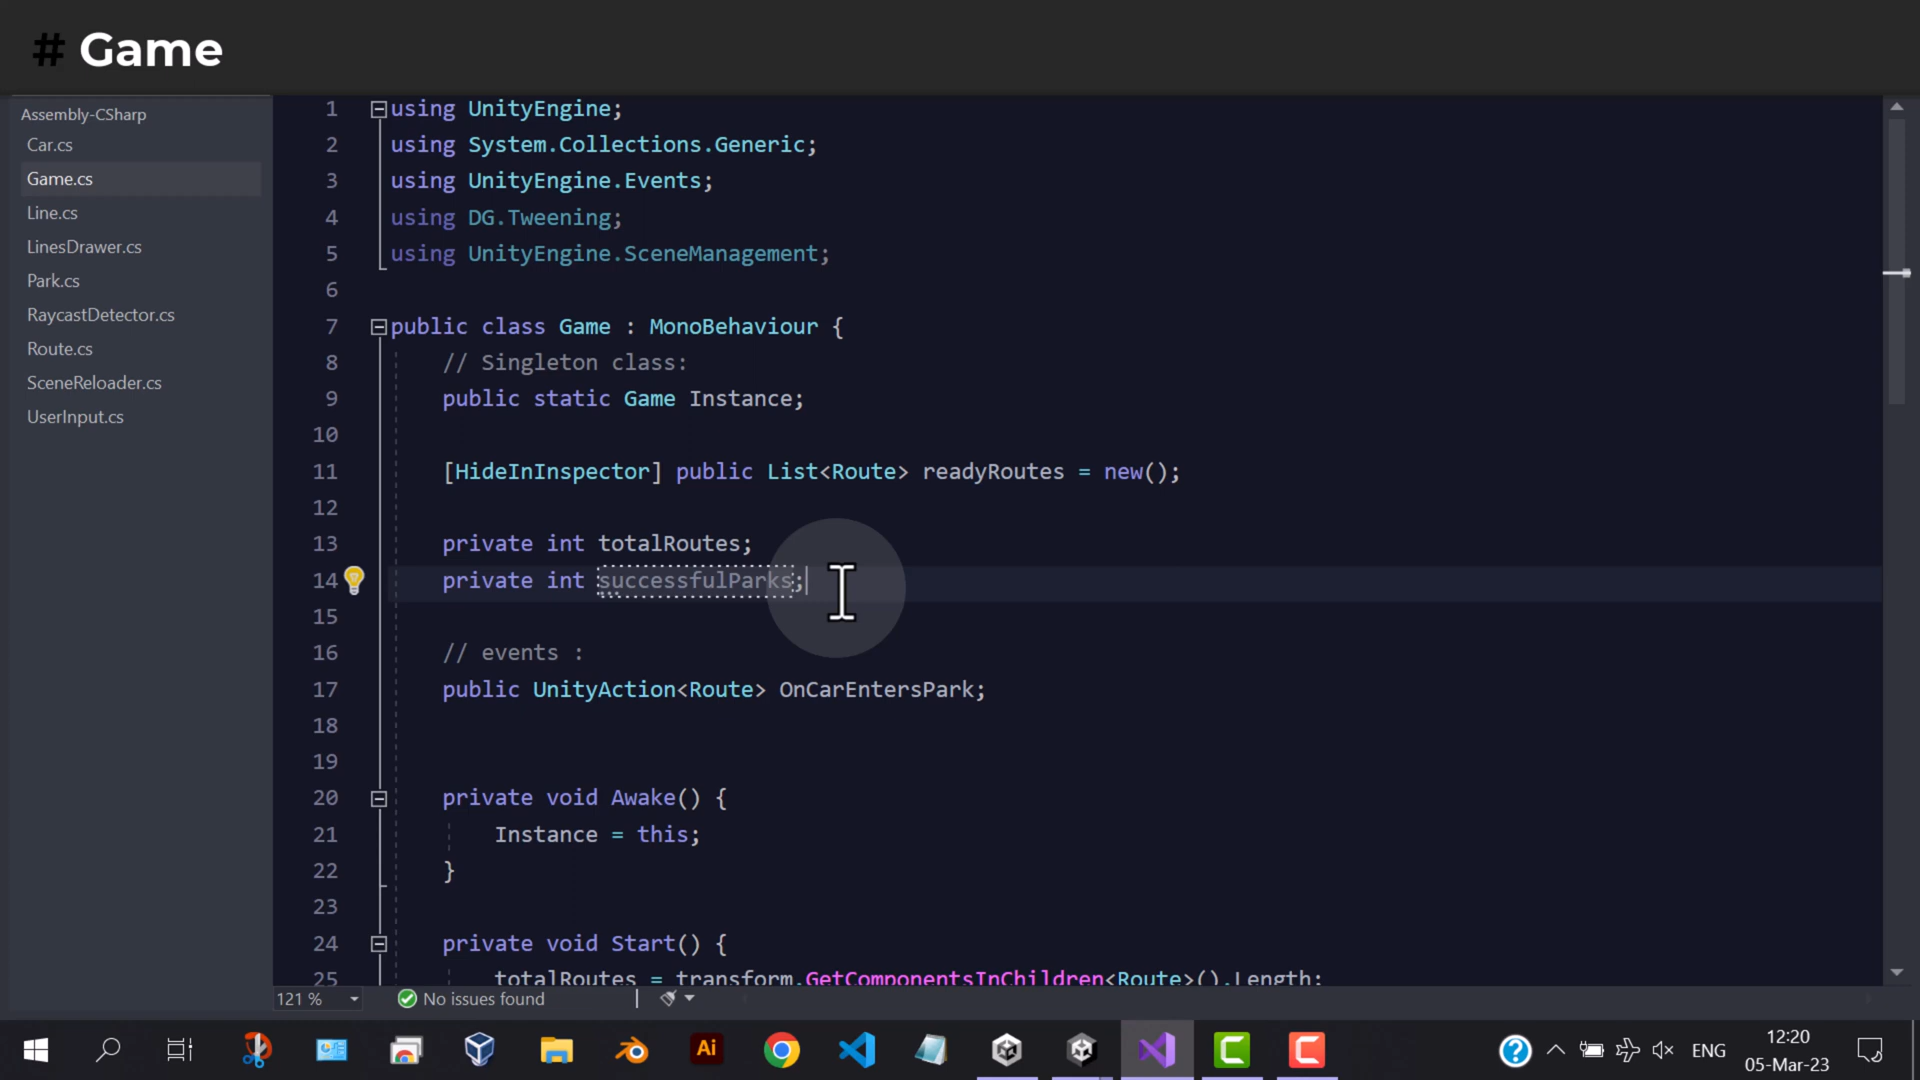 # Game
Assembly-CSharp
Car.cs
Game.cs
Line.cs
LinesDrawer.cs
Park.cs
RaycastDetector.cs
Route.cs
SceneReloader.cs
UserInput.cs
1 using UnityEngine;
2 using System.Collections.Generic;
3 using UnityEngine.Events;
4 using DG.Tweening;
5 using UnityEngine.SceneManagement;
6
7 public class Game : MonoBehaviour {
8 // Singleton class:
9 public static Game Instance;
10
11 [HideInInspector] public List<Route> readyRoutes = new();
12
13 private int totalRoutes;
14 private int successfulParks;
15
16 // events :
17 public UnityAction<Route> OnCarEntersPark;
18
19
20 private void Awake() {
21 Instance = this;
22 }
23
24 private void Start() {
25 totalRoutes = transform.GetComponentsInChildren<Route>().Length;
121 % No issues found
Ai
ENG
12:20
05-Mar-23